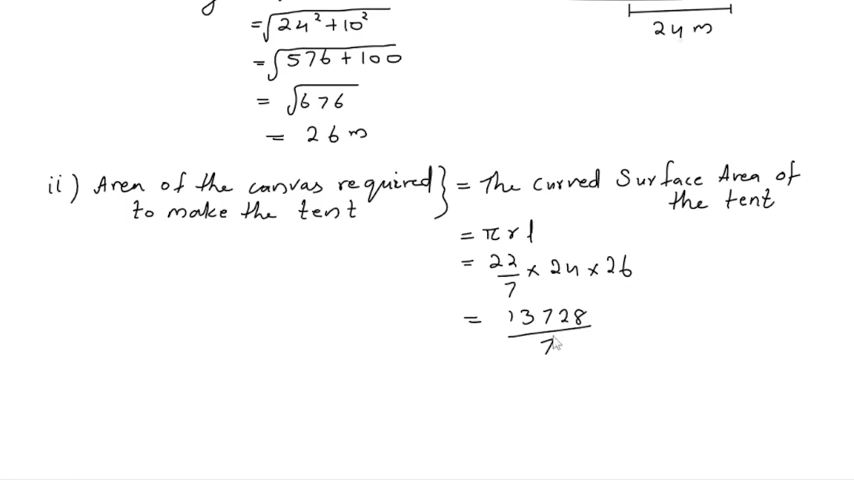 = √24² + 10²
= √576 + 100
= √676
= 26 m
24 m
ii) Area of the canvas required } = The curved Surface Area of
to make the tent the tent
= π r l
= 22/7 × 24 × 26
= 13728/7